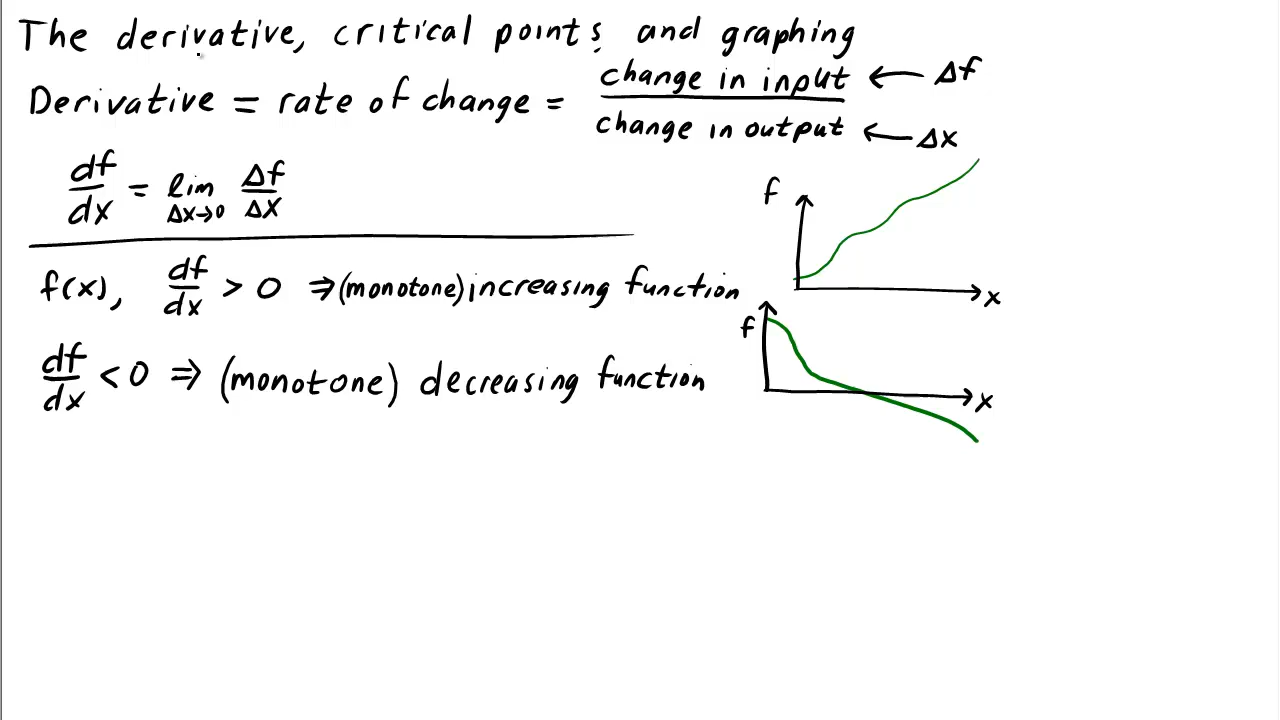 The derivative, critical points, and graphing
Derivative = rate of change = change in input / change in output
← Δf
← Δx
df/dx = lim Δx→0 Δf/Δx
f
x
f(x), df/dx > 0 ⇒ (monotone) increasing function
f
x
df/dx < 0 ⇒ (monotone) decreasing function